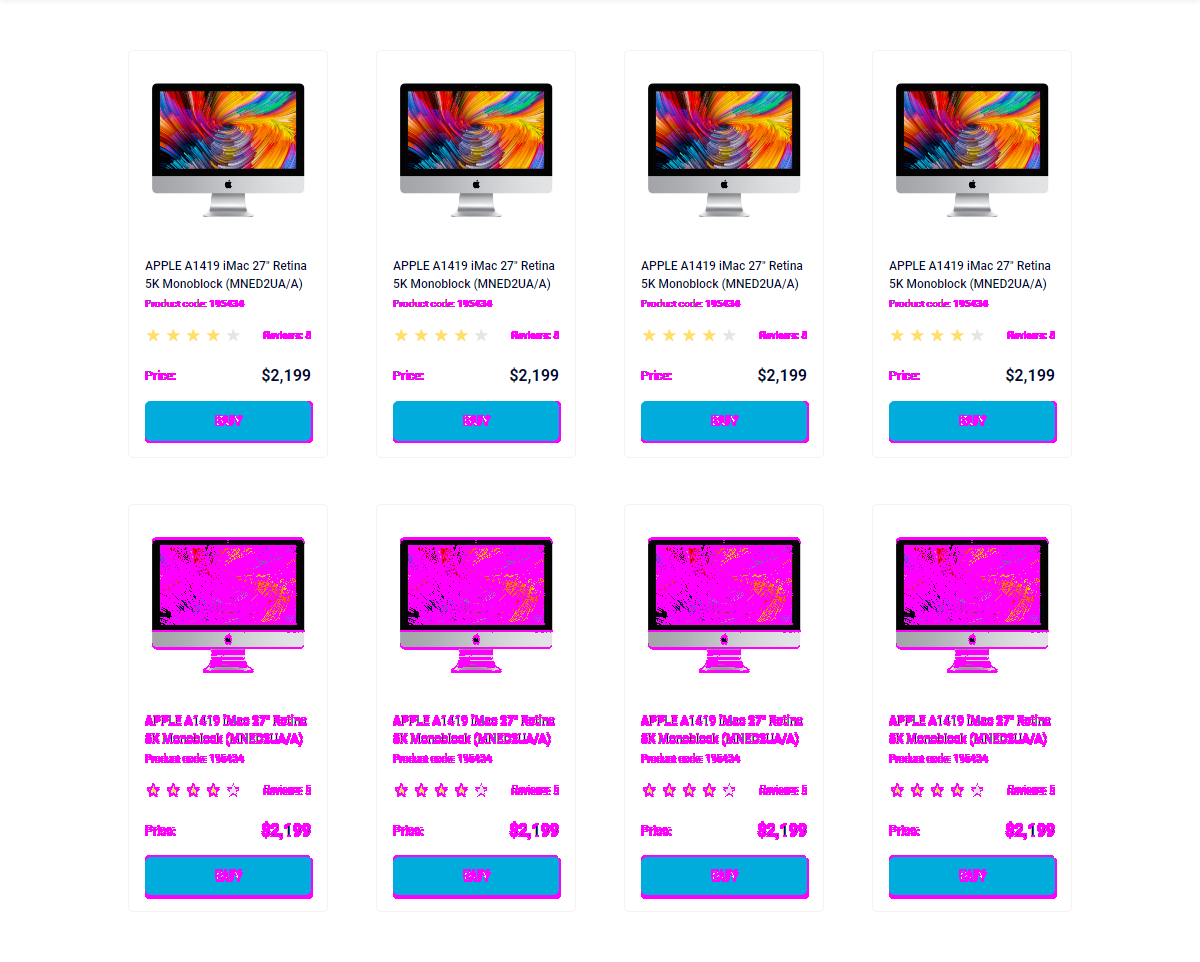 APPLE A1419 iMac 27" Retina
5K Monoblock (MNED2UA/A)
Product code: 195434
Reviews: 5
Price:
$2,199
BUY
APPLE A1419 iMac 27" Retina
5K Monoblock (MNED2UA/A)
Product code: 195434
Reviews: 5
Price:
$2,199
BUY
APPLE A1419 iMac 27" Retina
5K Monoblock (MNED2UA/A)
Product code: 195434
Reviews: 5
Price:
$2,199
BUY
APPLE A1419 iMac 27" Retina
5K Monoblock (MNED2UA/A)
Product code: 195434
Reviews: 5
Price:
$2,199
BUY
APPLE A1419 iMac 27" Retina
5K Monoblock (MNED2UA/A)
Product code: 195434
Reviews: 5
Price:
$2,199
BUY
APPLE A1419 iMac 27" Retina
5K Monoblock (MNED2UA/A)
Product code: 195434
Reviews: 5
Price:
$2,199
BUY
APPLE A1419 iMac 27" Retina
5K Monoblock (MNED2UA/A)
Product code: 195434
Reviews: 5
Price:
$2,199
BUY
APPLE A1419 iMac 27" Retina
5K Monoblock (MNED2UA/A)
Product code: 195434
Reviews: 5
Price:
$2,199
BUY